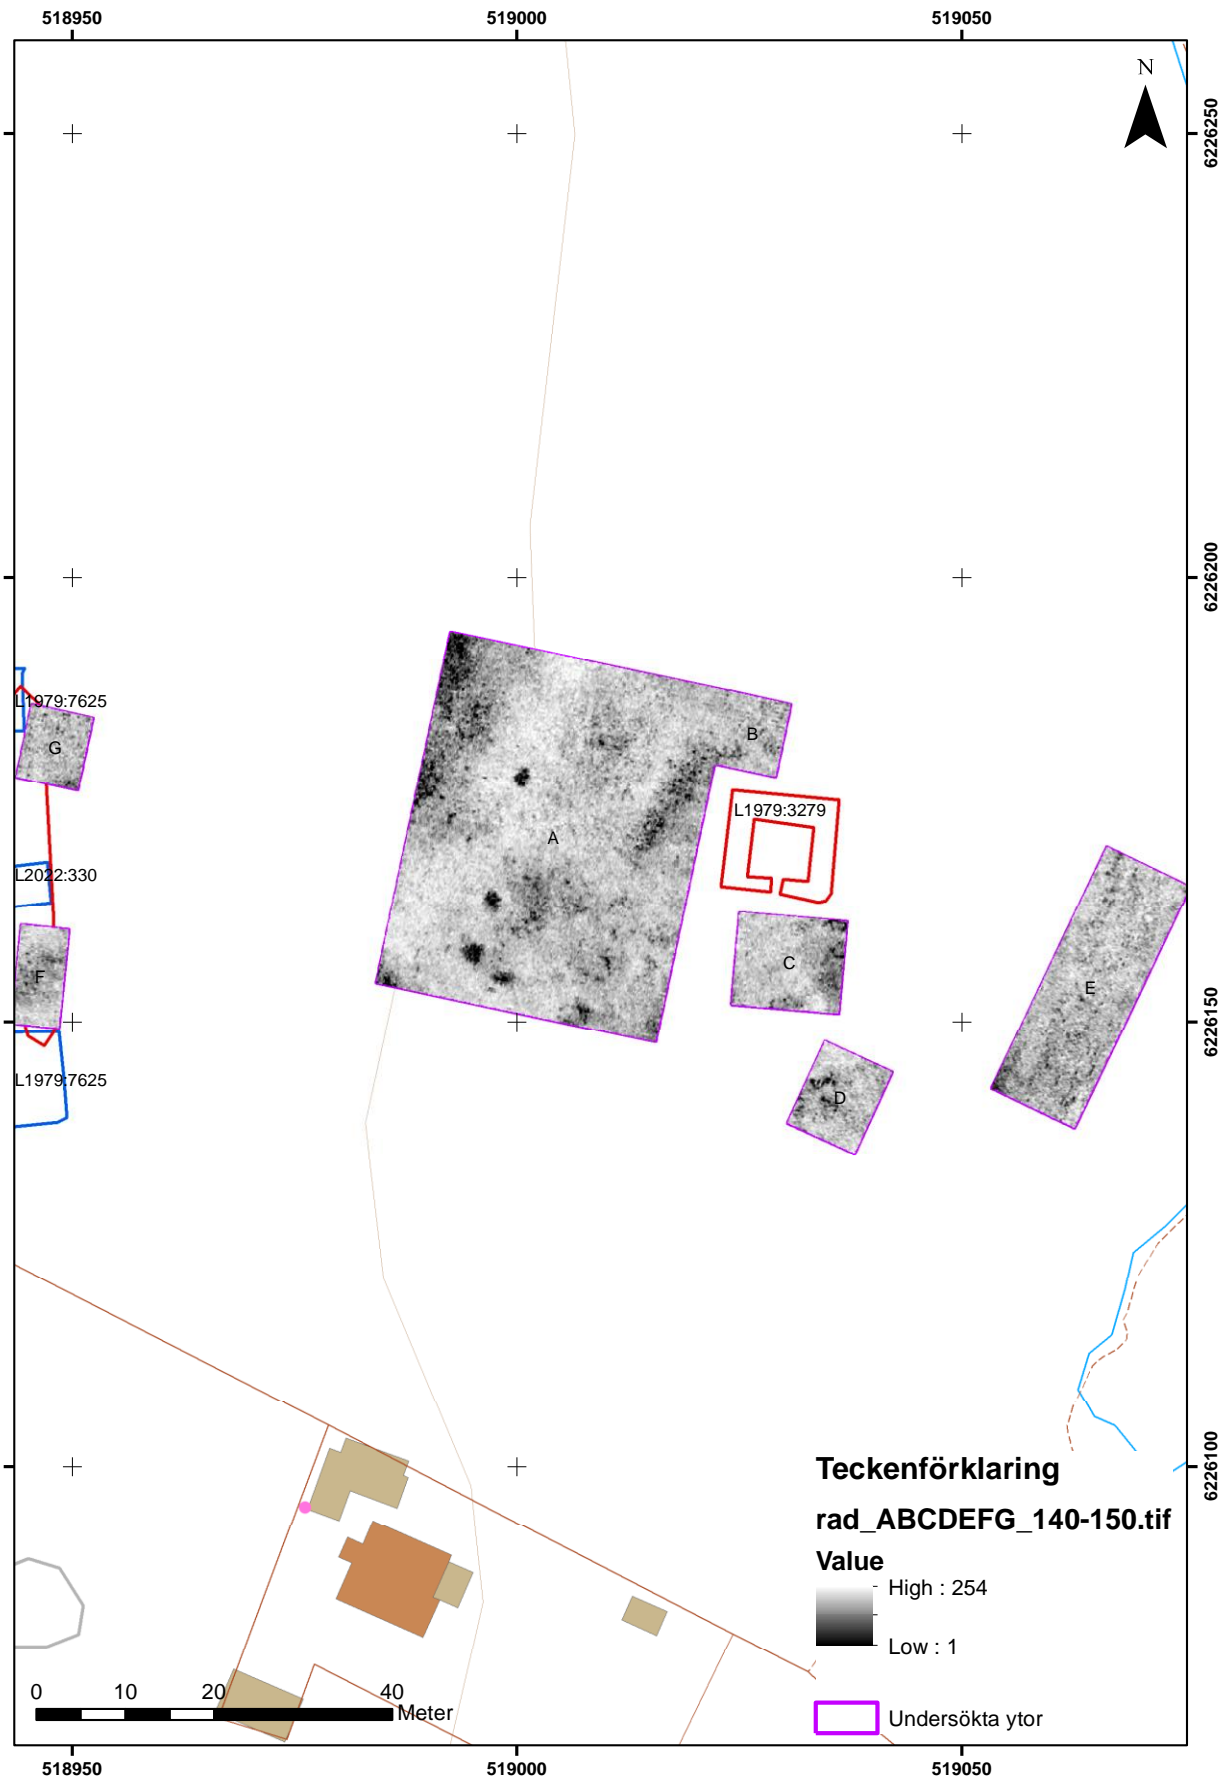 518950 519000 519050
N
6226250
6226200
L1979:7625
G
B
L1979:3279
A
L2022:330
C
F
E
6226150
L1979:7625
D
6226100
Teckenförklaring
rad_ABCDEFG_140-150.tif
Value
High : 254
Low : 1
Undersökta ytor
0 10 20 40
Meter
518950 519000 519050